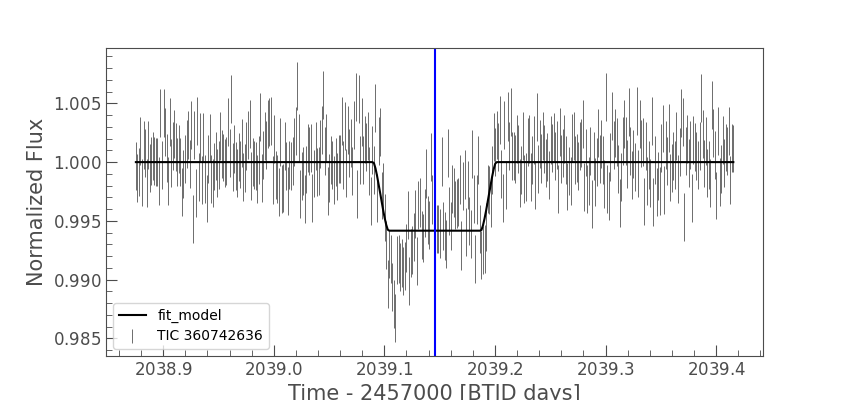 Normalized Flux
1.005
1.000
0.995
0.990
0.985
fit_model
TIC 360742636
2038.9 2039.0 2039.1 2039.2 2039.3 2039.4
Time - 2457000 [BTJD days]